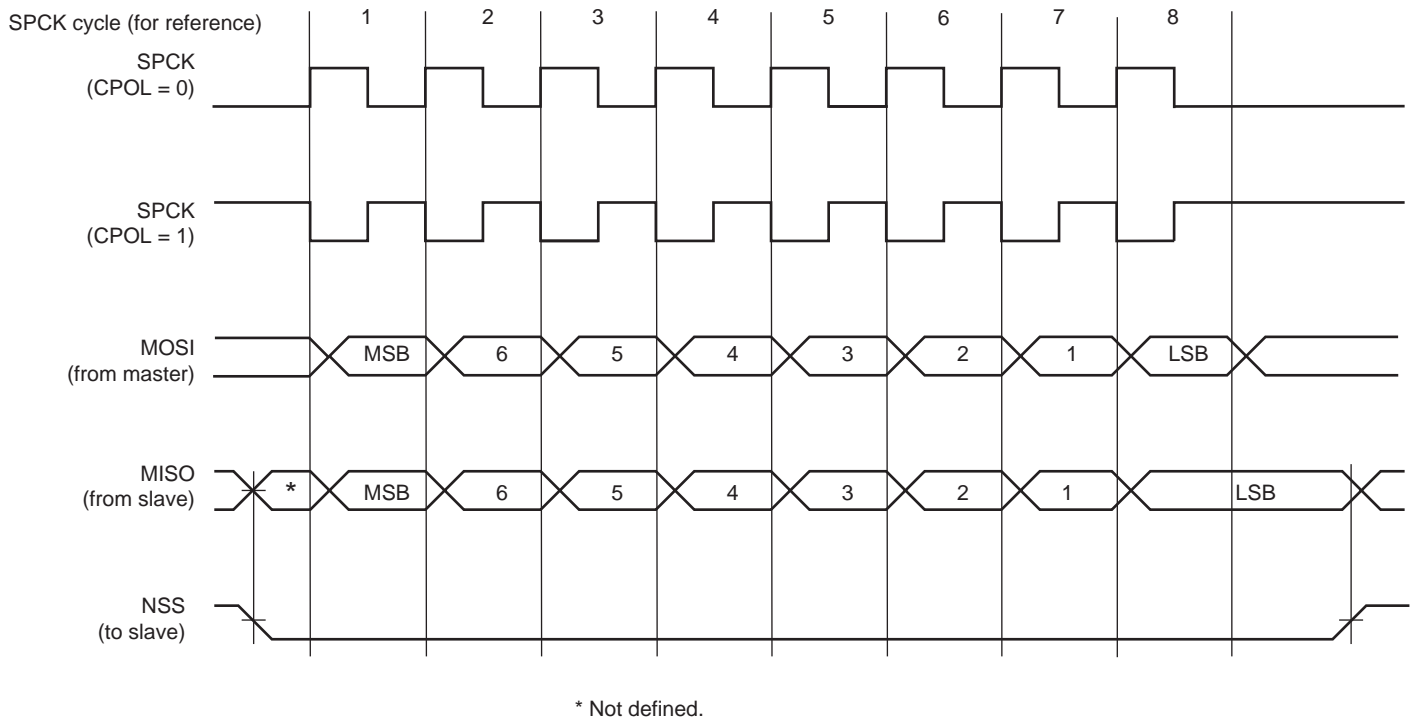 SPCK cycle (for reference)
1 2 3 4 5 6 7 8
SPCK
(CPOL = 0)
SPCK
(CPOL = 1)
MOSI
(from master)
MSB 6 5 4 3 2 1 LSB
MISO
(from slave)
* MSB 6 5 4 3 2 1 LSB
NSS
(to slave)
* Not defined.